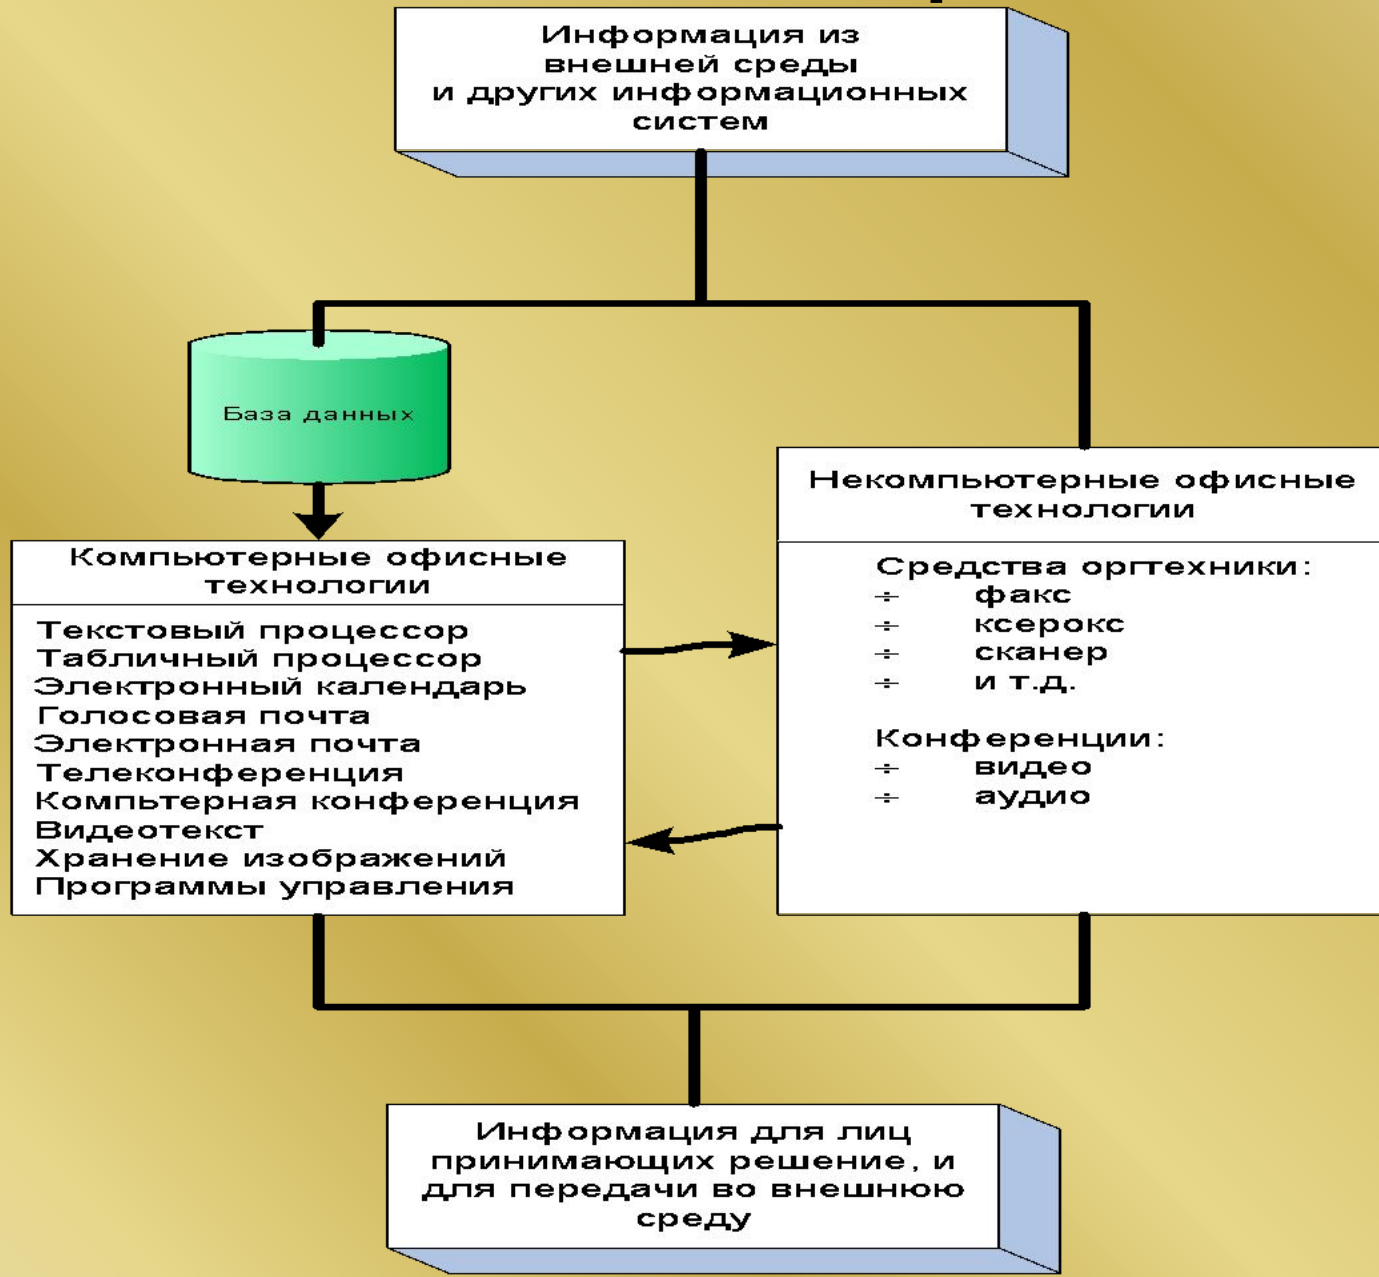 Информация из
внешней среды
и других информационных
систем
База данных
Компьютерные офисные
технологии
Текстовый процессор
Табличный процессор
Электронный календарь
Голосовая почта
Электронная почта
Телеконференция
Компьтерная конференция
Видеотекст
Хранение изображений
Программы управления
Некомпьютерные офисные
технологии
Средства оргтехники:
÷ факс
÷ ксерокс
÷ сканер
÷ и т.д.
Конференции:
÷ видео
÷ аудио
Информация для лиц
принимающих решение, и
для передачи во внешнюю
среду